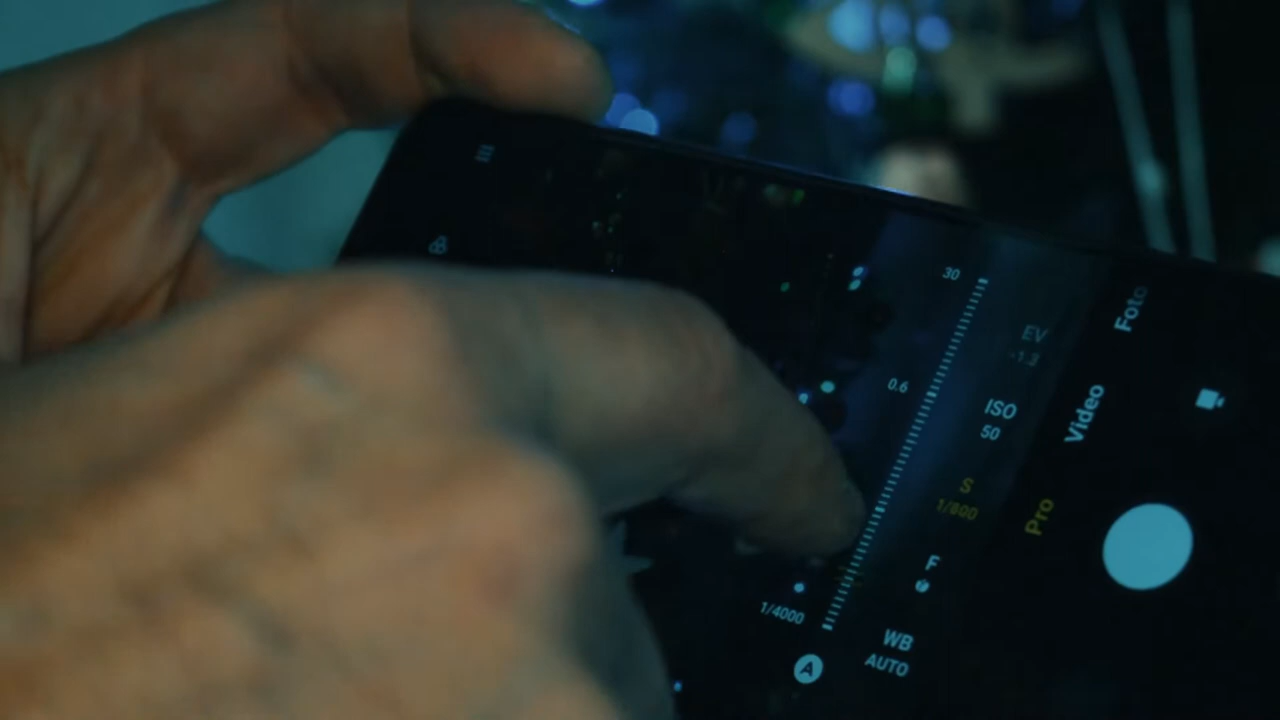 30
0.6
1/4000
A
EV
-1.3
ISO
50
S
1/800
F
WB
AUTO
Foto
Video
Pro